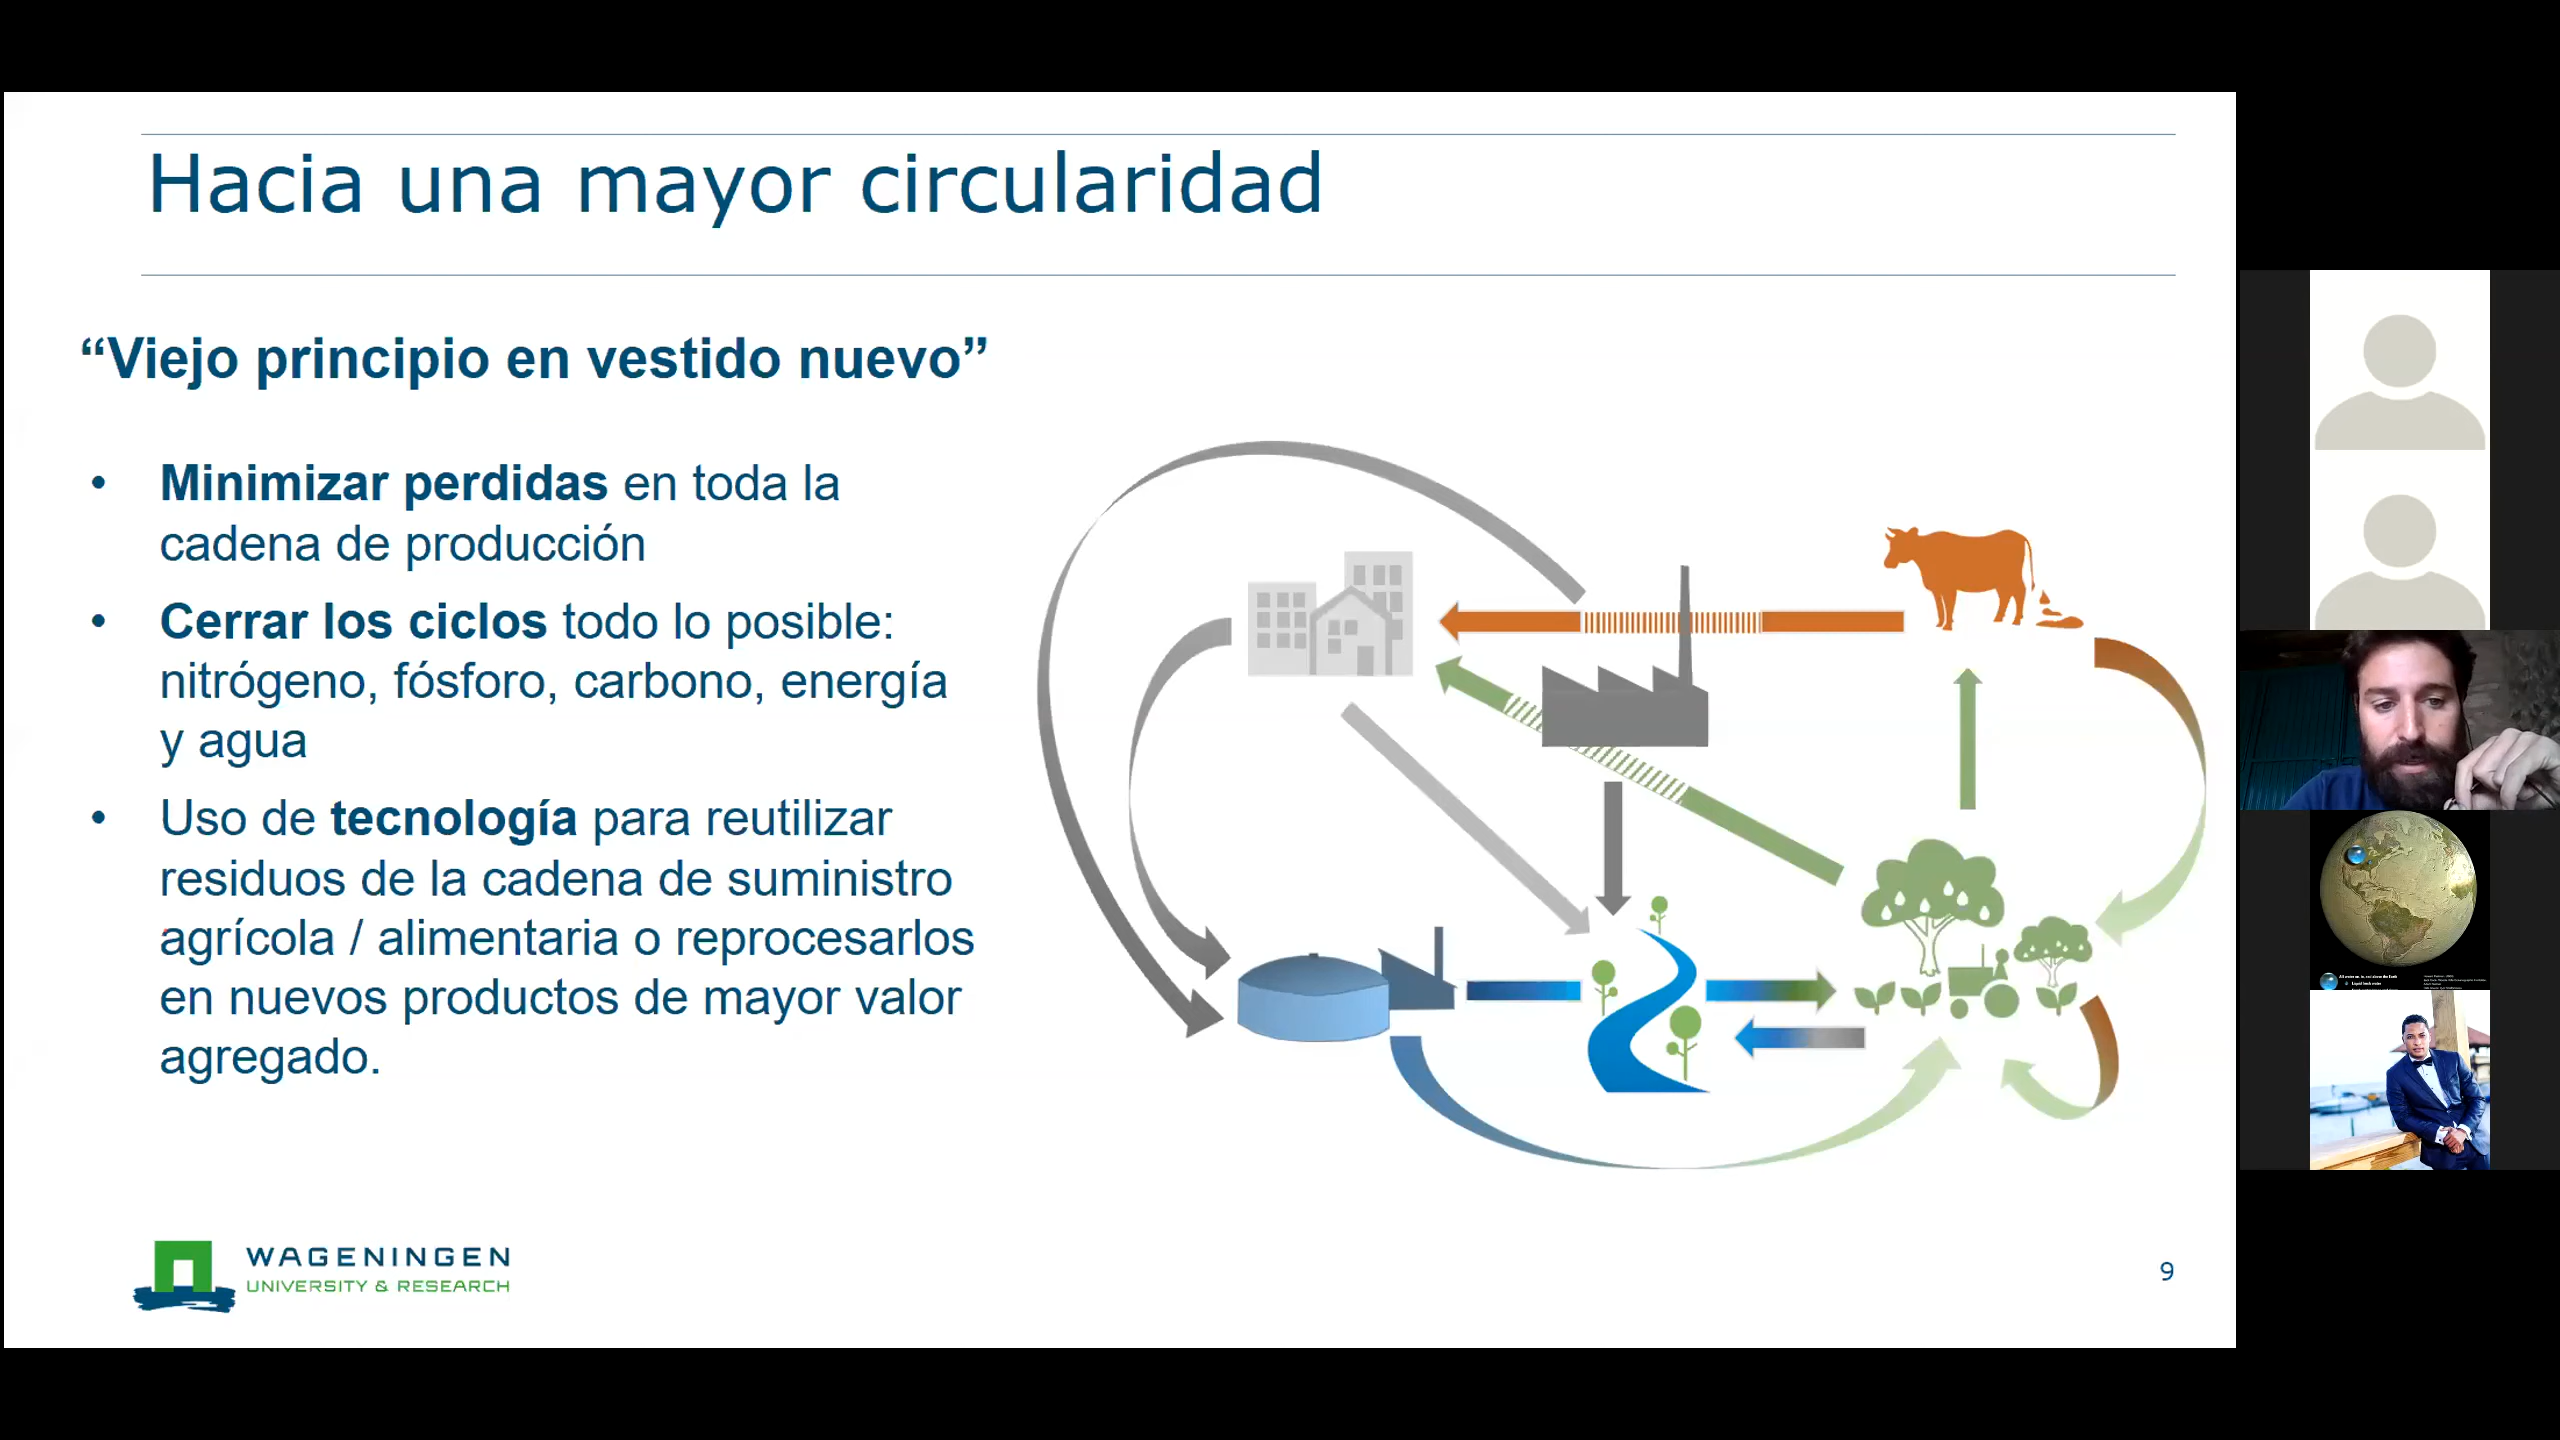 Hacia una mayor circularidad
“Viejo principio en vestido nuevo”
• Minimizar perdidas en toda la
cadena de producción
• Cerrar los ciclos todo lo posible:
nitrógeno, fósforo, carbono, energía
y agua
• Uso de tecnología para reutilizar
residuos de la cadena de suministro
agrícola / alimentaria o reprocesarlos
en nuevos productos de mayor valor
agregado.
WAGENINGEN
UNIVERSITY & RESEARCH
9